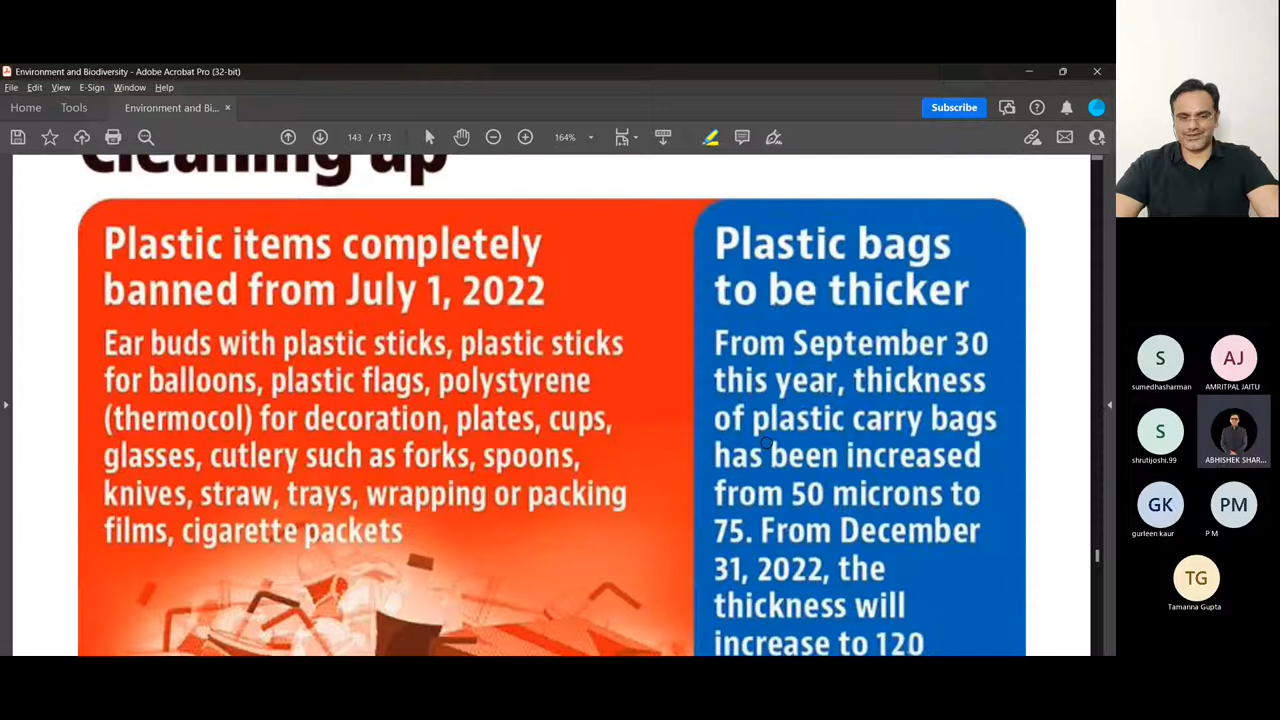 Environment and Biodiversity - Adobe Acrobat Pro (32-bit)
File Edit View E-Sign Window Help
Home Tools Environment and Bi... × Subscribe
143 / 173 164%
Cleaning up
Plastic items completely
banned from July 1, 2022
Ear buds with plastic sticks, plastic sticks
for balloons, plastic flags, polystyrene
(thermocol) for decoration, plates, cups,
glasses, cutlery such as forks, spoons,
knives, straw, trays, wrapping or packing
films, cigarette packets
Plastic bags
to be thicker
From September 30
this year, thickness
of plastic carry bags
has been increased
from 50 microns to
75. From December
31, 2022, the
thickness will
increase to 120
S AJ
sumedhasharman AMRITPAL JAITU
S
shrutijoshi.99 ABHISHEK SHAR...
GK PM
gurleen kaur P M
TG
Tamanna Gupta